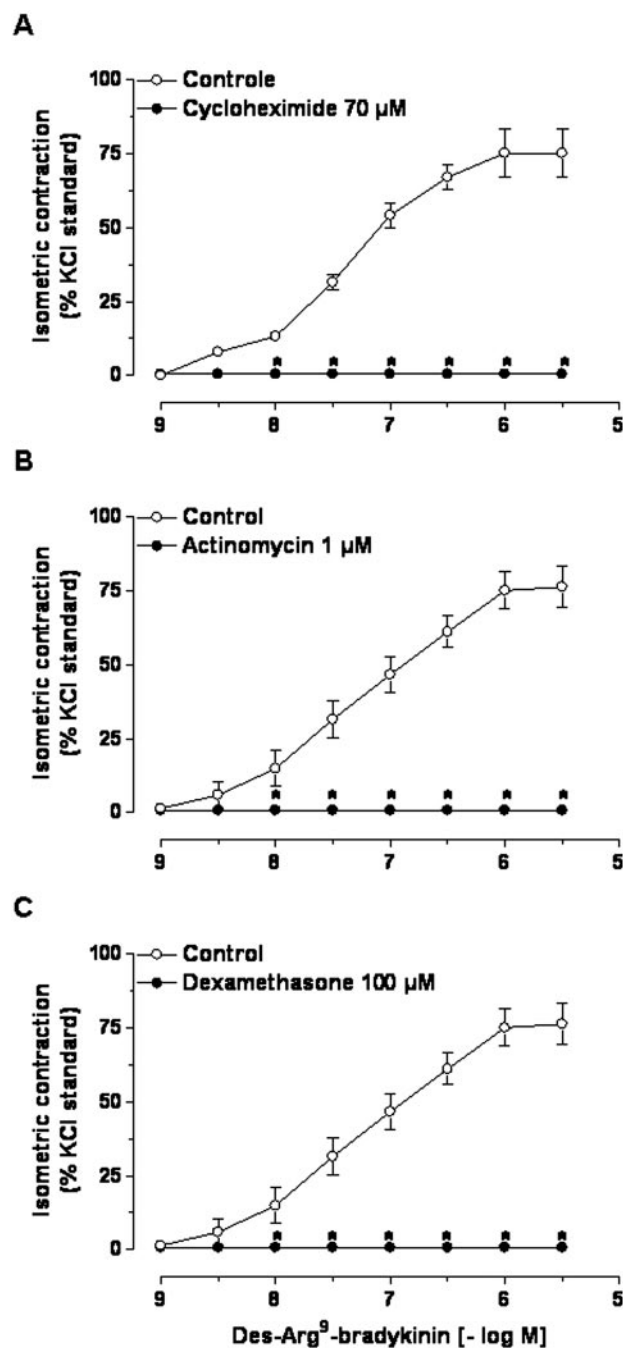 A
100
75
50
25
0
Isometric contraction
(% KCl standard)
Controle
Cycloheximide 70 µM
* * * * * *
9 8 7 6 5
B
100
75
50
25
0
Isometric contraction
(% KCl standard)
Control
Actinomycin 1 µM
* * * * * *
9 8 7 6 5
C
100
75
50
25
0
Isometric contraction
(% KCl standard)
Control
Dexamethasone 100 µM
* * * * * *
9 8 7 6 5
Des-Arg⁹-bradykinin [- log M]